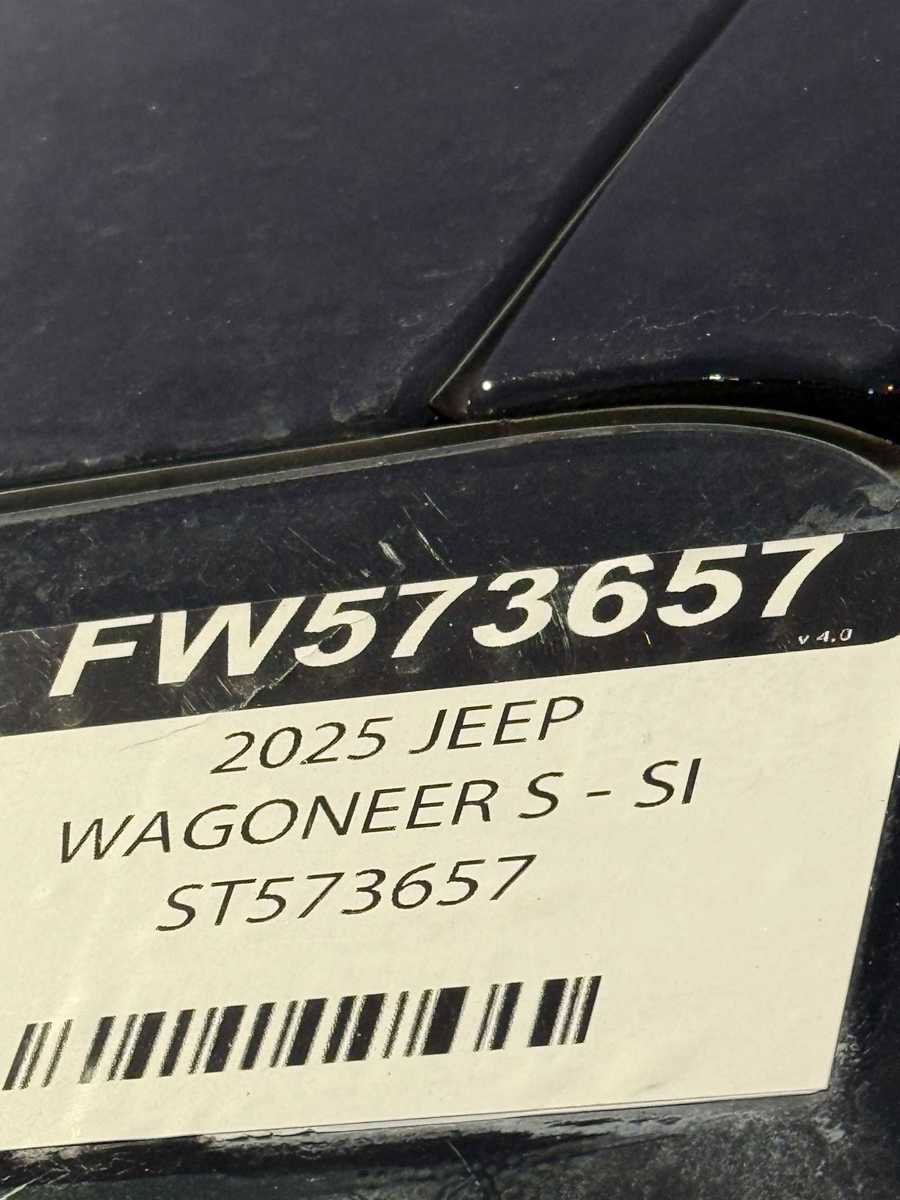 FW573657
v 4.0
2025 JEEP
WAGONEER S - SI
ST573657